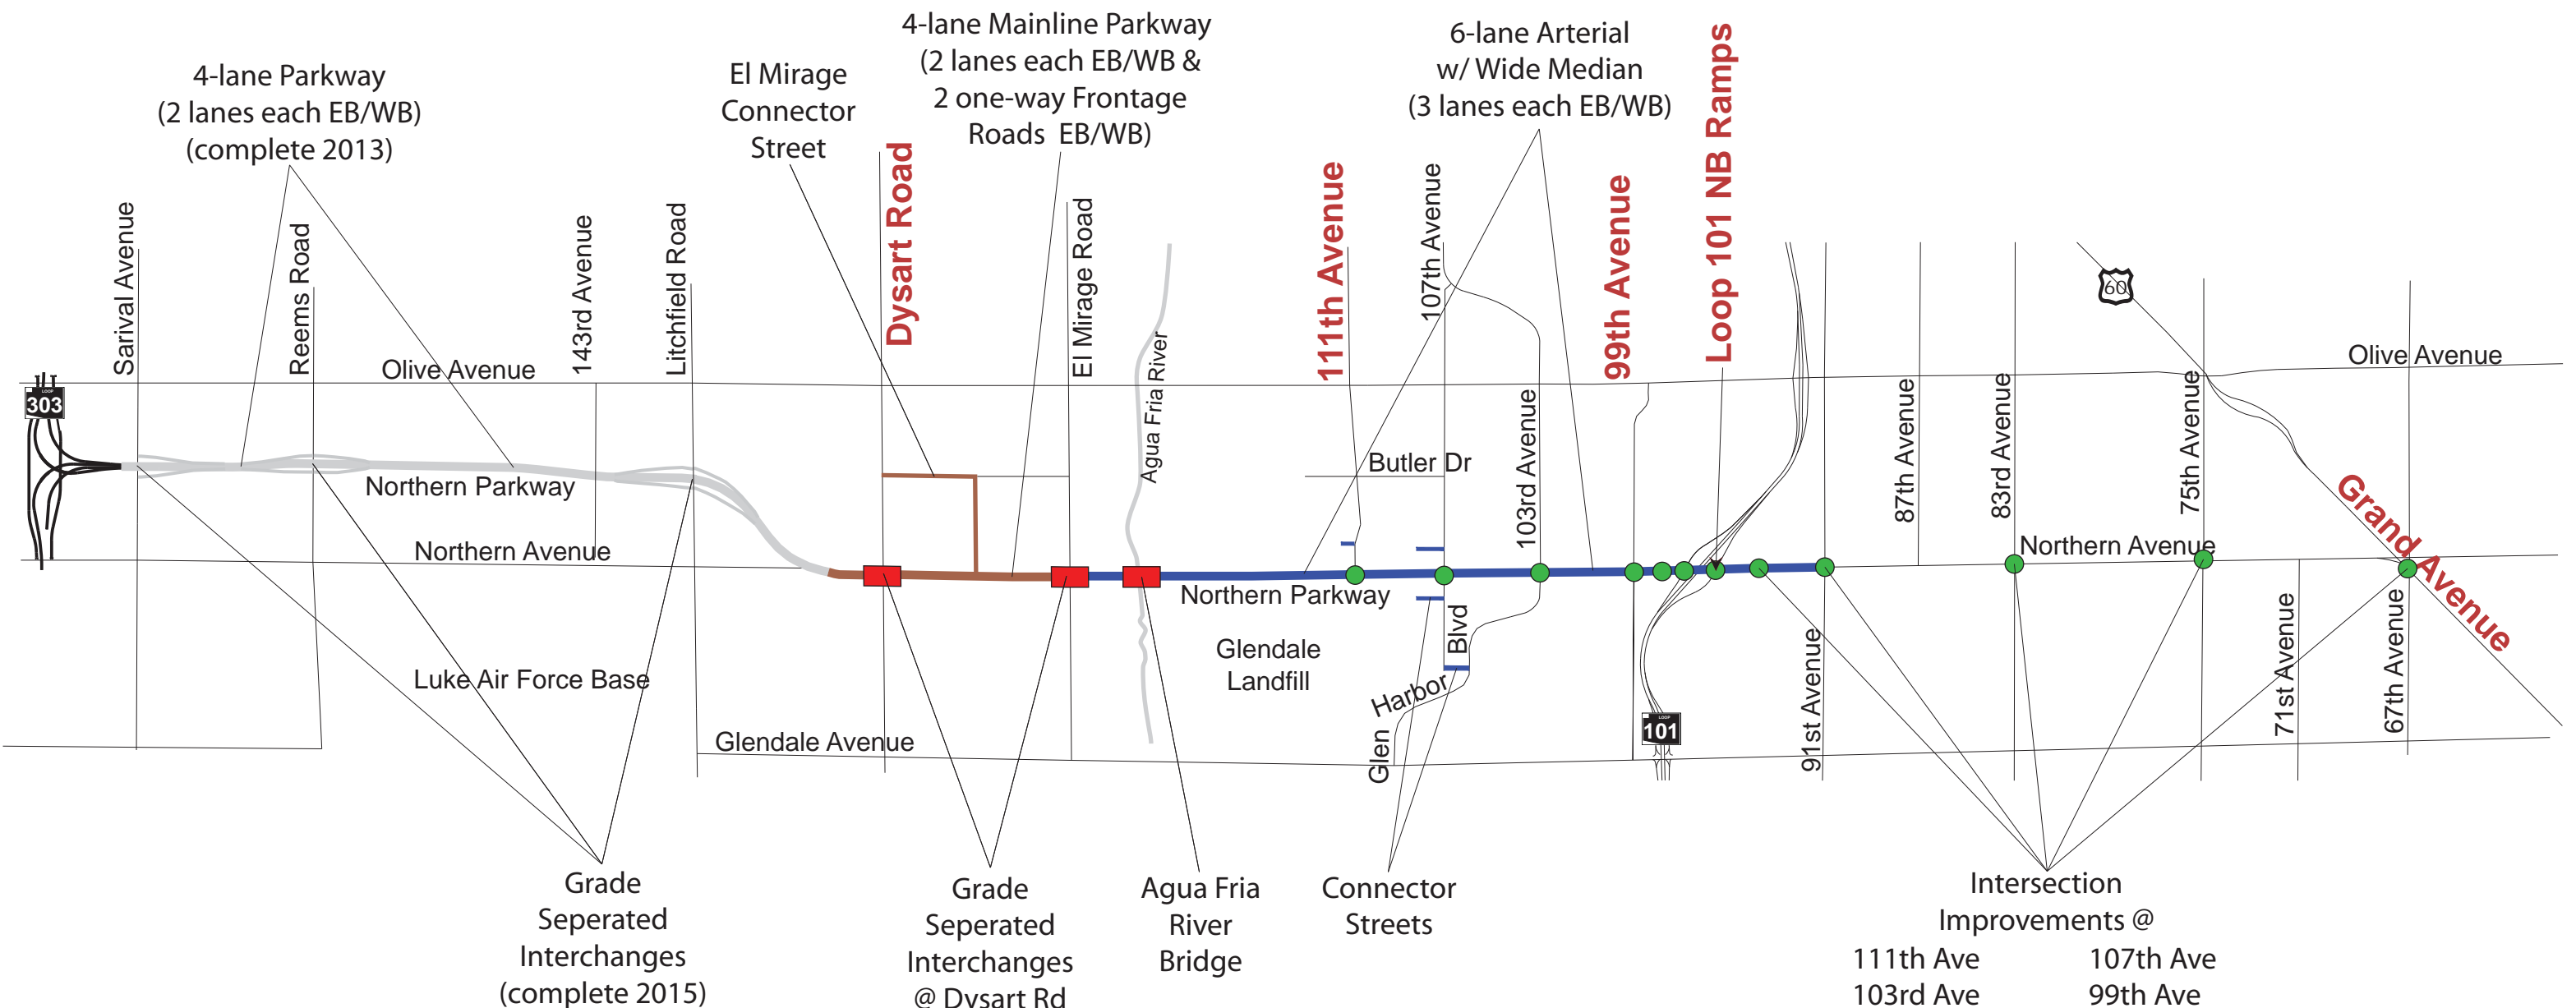 4-lane Parkway
(2 lanes each EB/WB)
(complete 2013)
El Mirage
Connector
Street
4-lane Mainline Parkway
(2 lanes each EB/WB &
2 one-way Frontage
Roads EB/WB)
6-lane Arterial
w/ Wide Median
(3 lanes each EB/WB)
Sarival Avenue
Reems Road
143rd Avenue
Litchfield Road
Dysart Road
El Mirage Road
Agua Fria River
111th Avenue
107th Avenue
103rd Avenue
99th Avenue
Loop 101 NB Ramps
87th Avenue
83rd Avenue
75th Avenue
60
Olive Avenue
Olive Avenue
LOOP
303
Northern Parkway
Northern Avenue
Butler Dr
Northern Parkway
Northern Avenue
Grand Avenue
Luke Air Force Base
Glendale
Landfill
Glen Harbor Blvd
Glendale Avenue
LOOP
101
91st Avenue
71st Avenue
67th Avenue
Grade
Seperated
Interchanges
(complete 2015)
Grade
Seperated
Interchanges
@ Dysart Rd
Agua Fria
River
Bridge
Connector
Streets
Intersection
Improvements @
111th Ave 107th Ave
103rd Ave 99th Ave